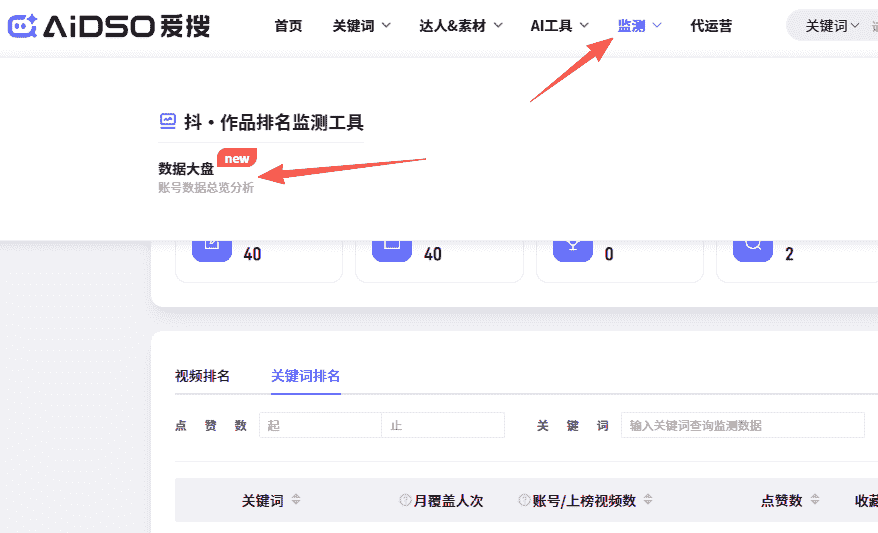 AiDSO 爱搜 首页 关键词 达人&素材 AI工具 监测 代运营 关键词
抖·作品排名监测工具
数据大盘 new
账号数据总览分析
40 40 0 2
视频排名 关键词排名
点赞数 起 止 关键词 输入关键词查询监测数据
关键词 月覆盖人次 账号/上榜视频数 点赞数 收藏